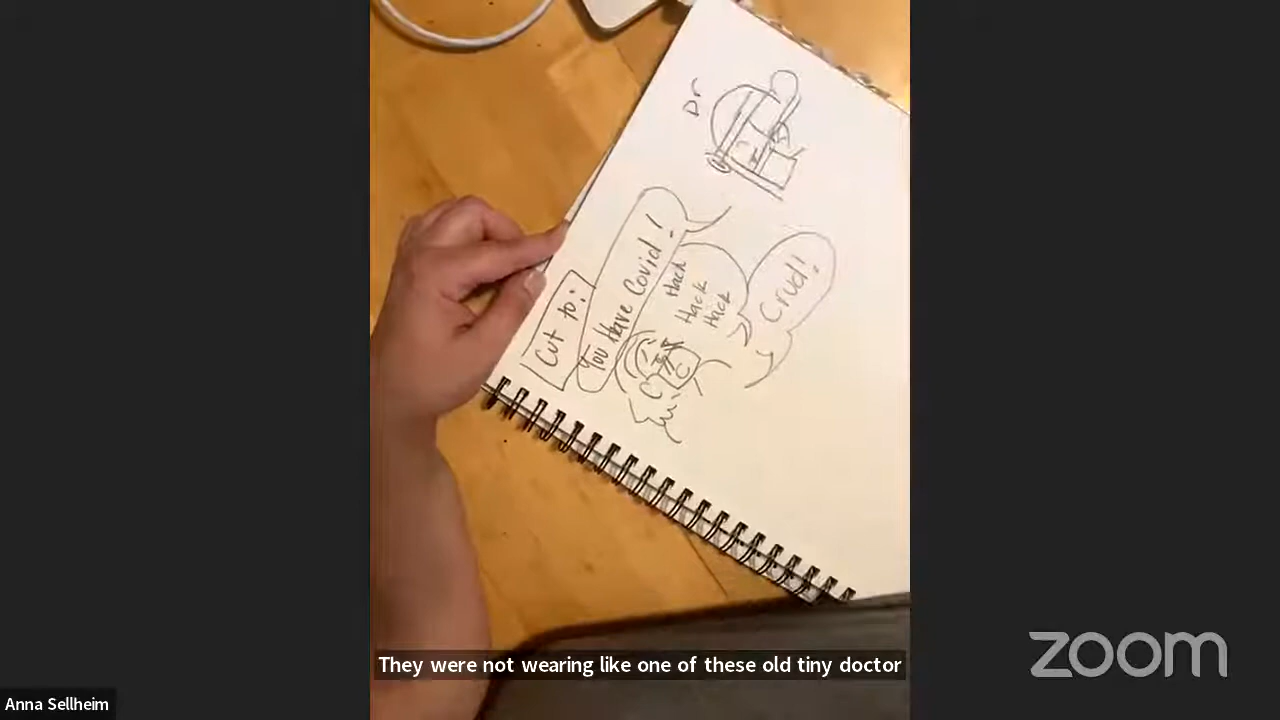 Dr
Cut to:
You Have Covid!
Hack
Hack
Hack
Crud!
They were not wearing like one of these old tiny doctor
Anna Sellheim
zoom